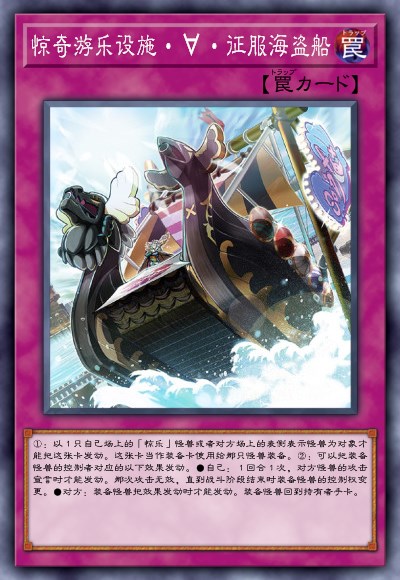 惊奇游乐设施·∀·征服海盗船
罠
トラップ
トラップ
【罠カード】
①：以１只自己场上的「惊乐」怪兽或者对方场上的表侧表示怪兽为对象才
能把这张卡发动。这张卡当作装备卡使用给那只怪兽装备。②：可以把装备
怪兽的控制者对应的以下效果发动。●自己：１回合１次，对方怪兽的攻击
宣言时才能发动。那次攻击无效，直到战斗阶段结束时装备怪兽的控制权变
更。●对方：装备怪兽把效果发动时才能发动。装备怪兽回到持有者手卡。